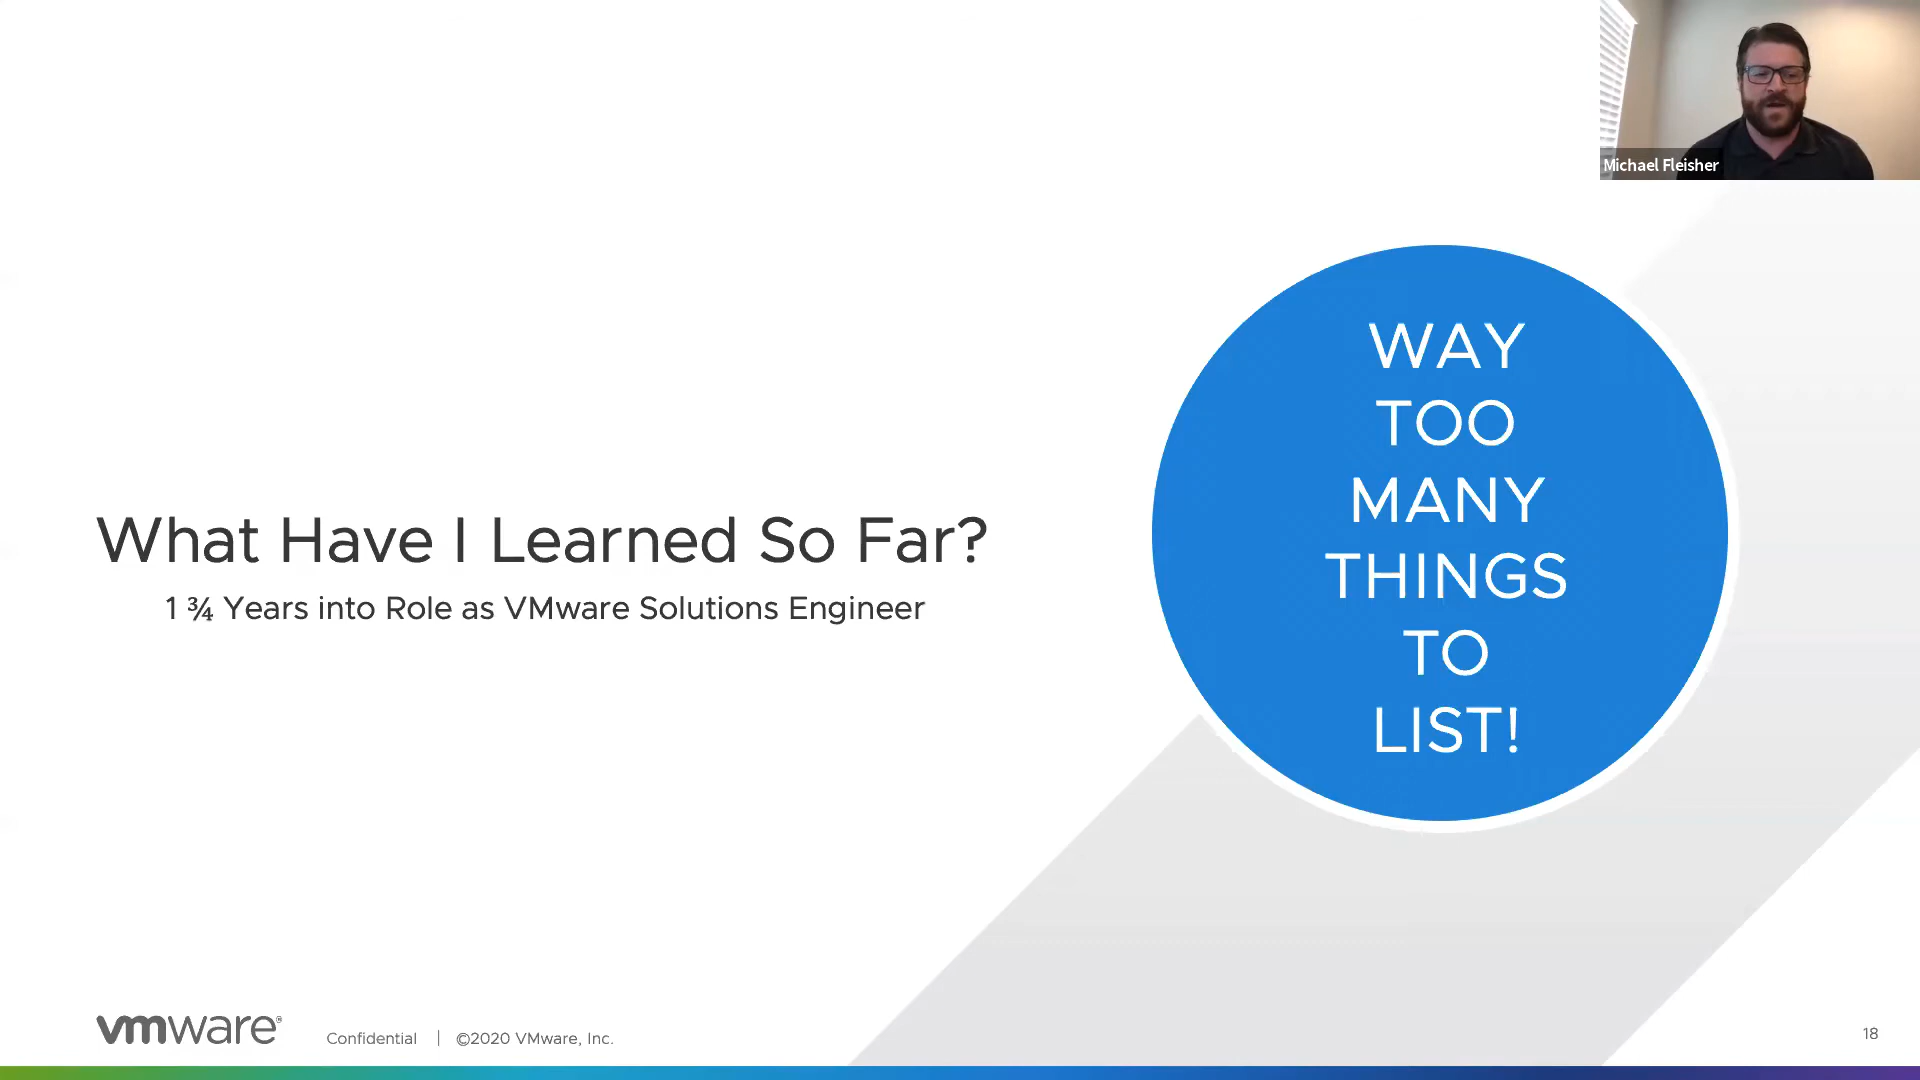 Michael Fleisher
WAY
TOO
MANY
THINGS
TO
LIST!
What Have I Learned So Far?
1 ¾ Years into Role as VMware Solutions Engineer
vmware®
Confidential | ©2020 VMware, Inc.
18